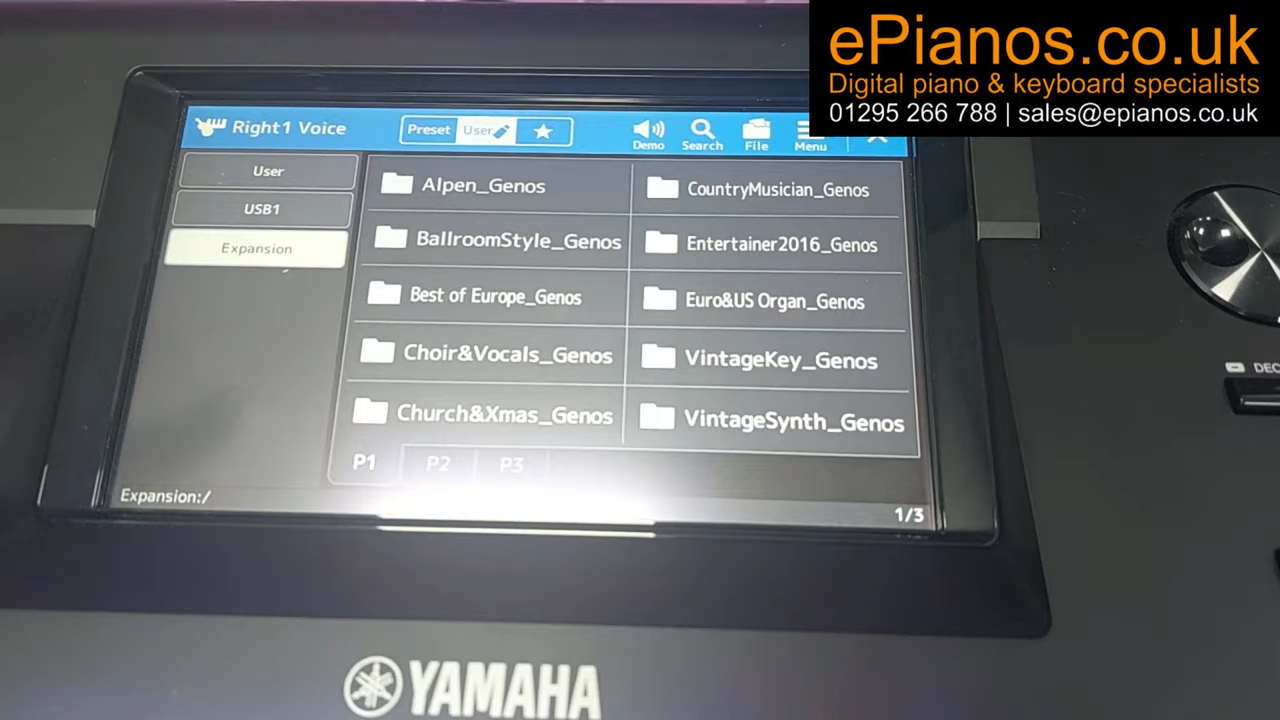 ePianos.co.uk
Digital piano & keyboard specialists
01295 266 788 | sales@epianos.co.uk
Right1 Voice
Preset
User
Demo
Search
File
Menu
User
USB1
Expansion
Alpen_Genos
CountryMusician_Genos
BallroomStyle_Genos
Entertainer2016_Genos
Best of Europe_Genos
Euro&US Organ_Genos
Choir&Vocals_Genos
VintageKey_Genos
Church&Xmas_Genos
VintageSynth_Genos
P1
P2
P3
Expansion:/
1/3
DEC
YAMAHA